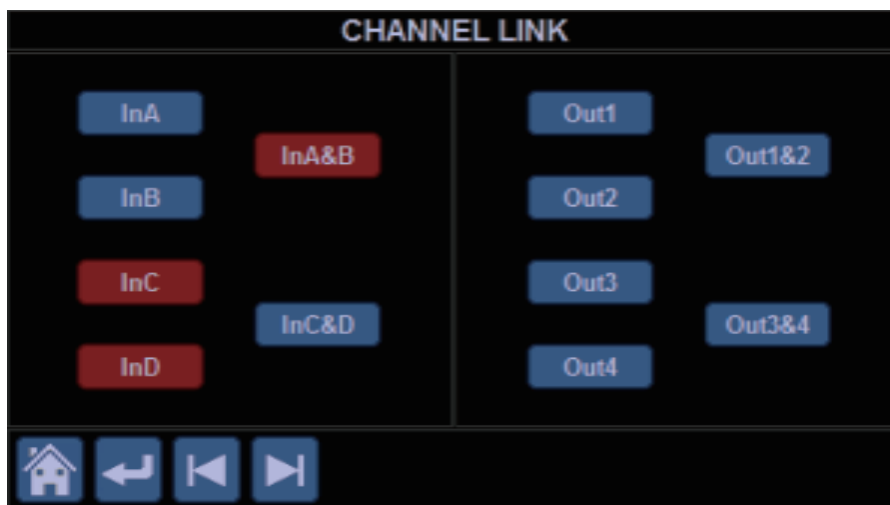 CHANNEL LINK
InA
InA&B
InB
InC
InC&D
InD
Out1
Out1&2
Out2
Out3
Out3&4
Out4